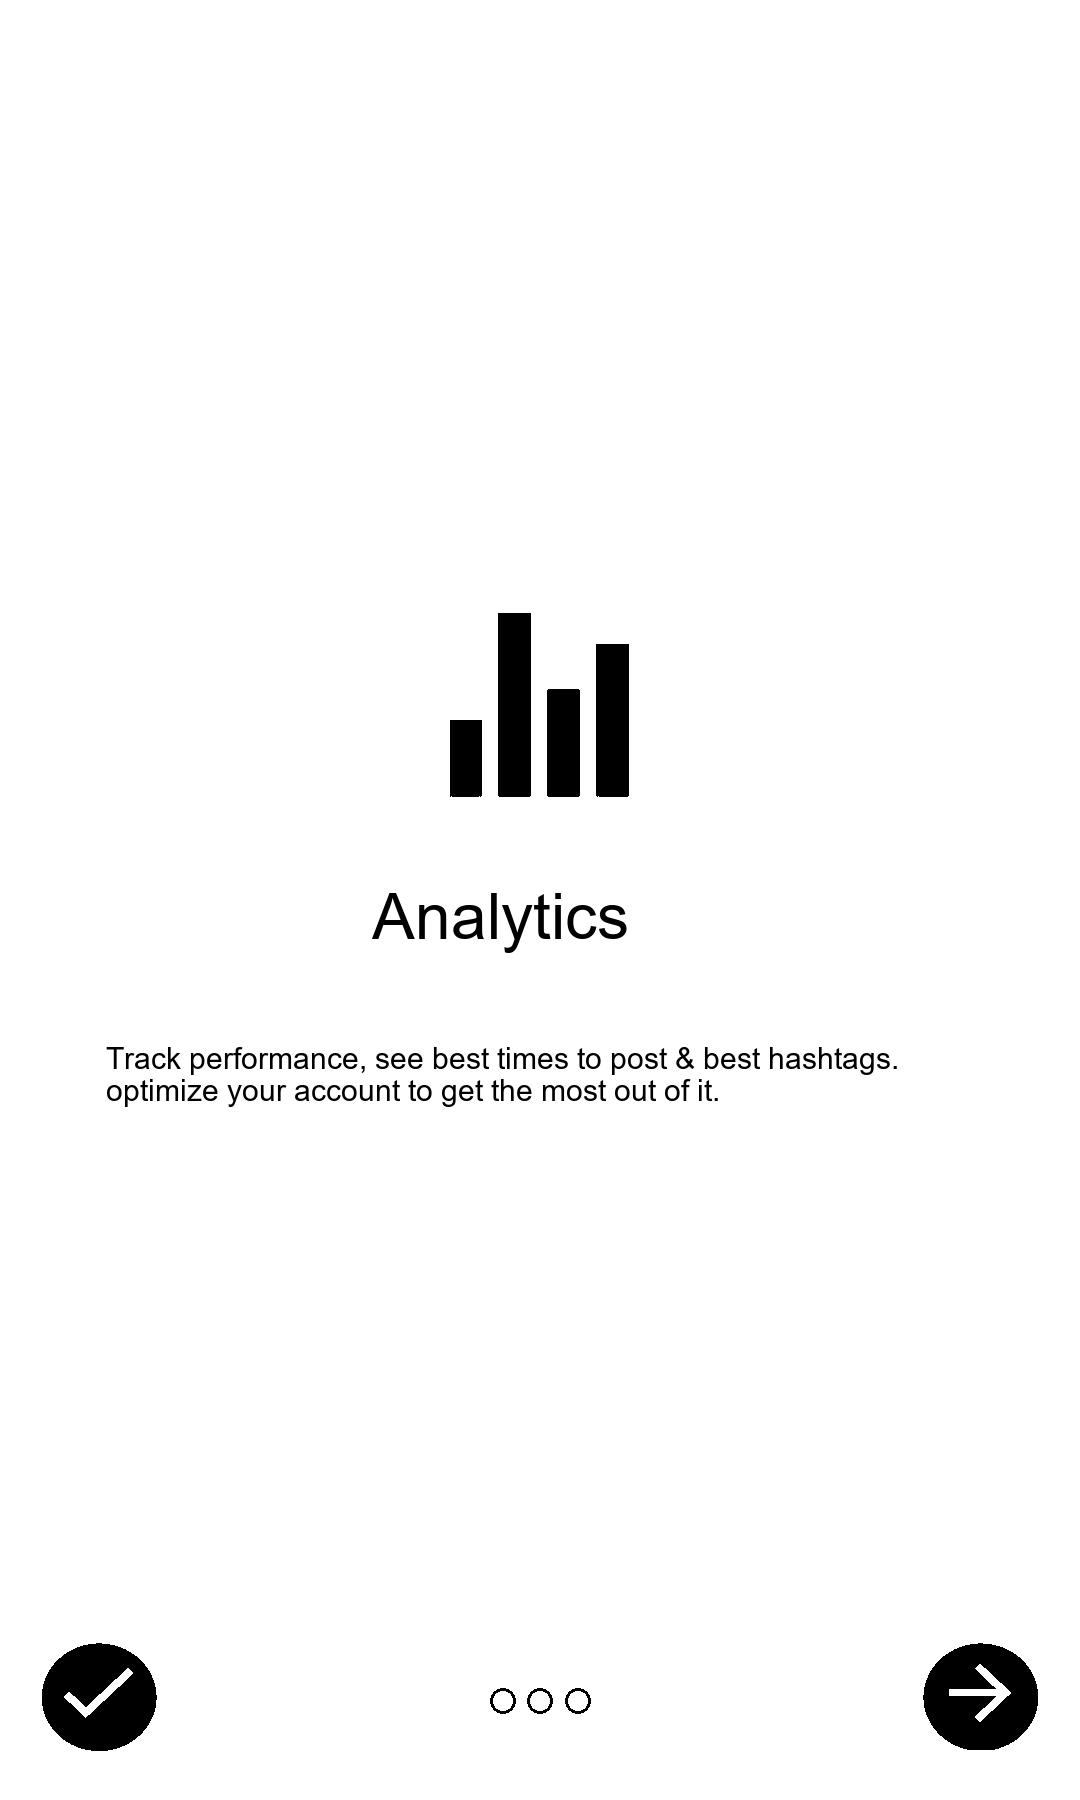 Analytics
Track performance, see best times to post & best hashtags.
optimize your account to get the most out of it.